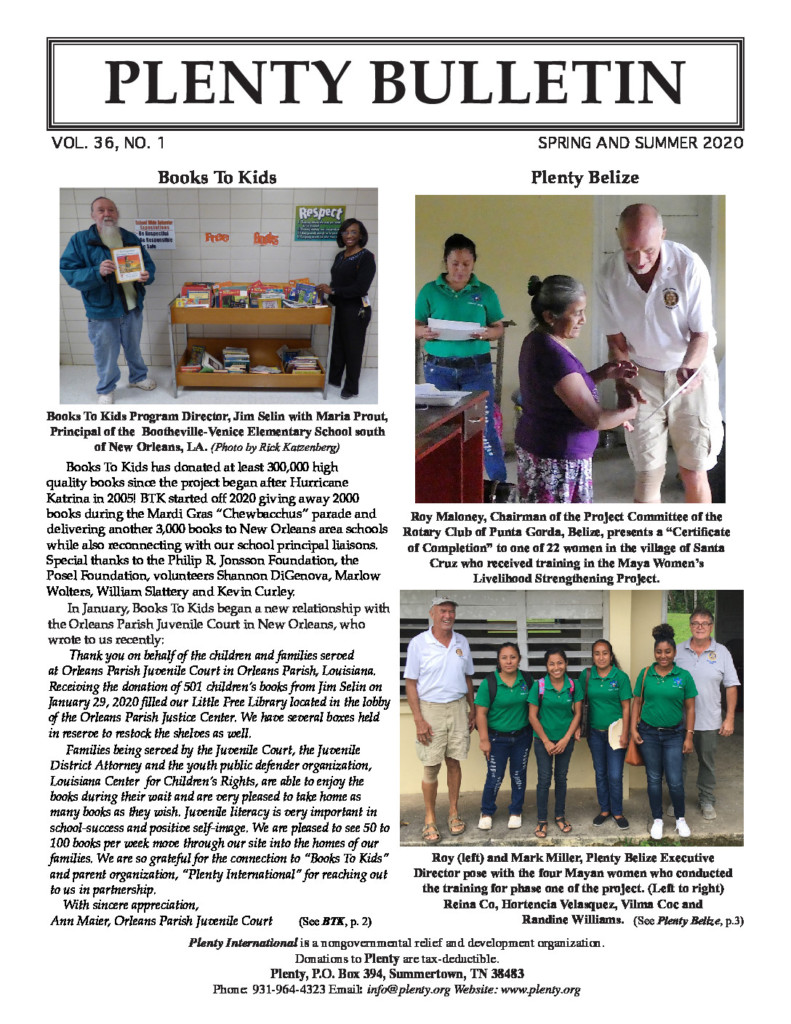 PLENTY BULLETIN
VOL. 36, NO. 1
SPRING AND SUMMER 2020
Books To Kids
Respect
Free Books
Books To Kids Program Director, Jim Selin with Maria Prout,
Principal of the Bootheville-Venice Elementary School south
of New Orleans, LA. (Photo by Rick Katzenberg)
Books To Kids has donated at least 300,000 high
quality books since the project began after Hurricane
Katrina in 2005! BTK started off 2020 giving away 2000
books during the Mardi Gras “Chewbacchus” parade and
delivering another 3,000 books to New Orleans area schools
while also reconnecting with our school principal liaisons.
Special thanks to the Philip R. Jonsson Foundation, the
Posel Foundation, volunteers Shannon DiGenova, Marlow
Wolters, William Slattery and Kevin Curley.
In January, Books To Kids began a new relationship with
the Orleans Parish Juvenile Court in New Orleans, who
wrote to us recently:
Thank you on behalf of the children and families served
at Orleans Parish Juvenile Court in Orleans Parish, Louisiana.
Receiving the donation of 501 children’s books from Jim Selin on
January 29, 2020 filled our Little Free Library located in the lobby
of the Orleans Parish Justice Center. We have several boxes held
in reserve to restock the shelves as well.
Families being served by the Juvenile Court, the Juvenile
District Attorney and the youth public defender organization,
Louisiana Center for Children’s Rights, are able to enjoy the
books during their wait and are very pleased to take home as
many books as they wish. Juvenile literacy is very important in
school-success and positive self-image. We are pleased to see 50 to
100 books per week move through our site into the homes of our
families. We are so grateful for the connection to “Books To Kids”
and parent organization, “Plenty International” for reaching out
to us in partnership.
With sincere appreciation,
Ann Maier, Orleans Parish Juvenile Court (See BTK, p. 2)
Plenty Belize
Roy Maloney, Chairman of the Project Committee of the
Rotary Club of Punta Gorda, Belize, presents a “Certificate
of Completion” to one of 22 women in the village of Santa
Cruz who received training in the Maya Women’s
Livelihood Strengthening Project.
Roy (left) and Mark Miller, Plenty Belize Executive
Director pose with the four Mayan women who conducted
the training for phase one of the project. (Left to right)
Reina Co, Hortencia Velasquez, Vilma Coc and
Randine Williams. (See Plenty Belize, p.3)
Plenty International is a nongovernmental relief and development organization.
Donations to Plenty are tax-deductible.
Plenty, P.O. Box 394, Summertown, TN 38483
Phone: 931-964-4323 Email: info@plenty.org Website: www.plenty.org